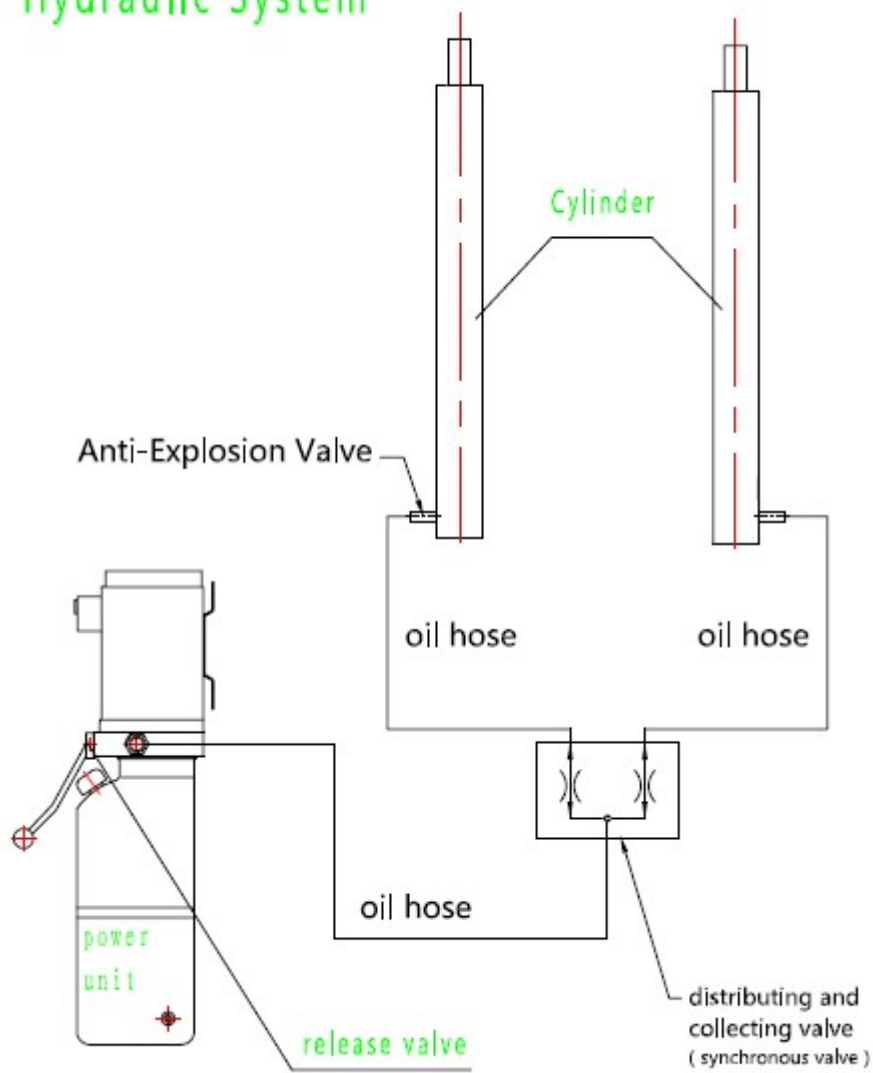 Hydraulic System
Cylinder
Anti-Explosion Valve
oil hose
oil hose
oil hose
power
unit
release valve
distributing and
collecting valve
( synchronous valve )